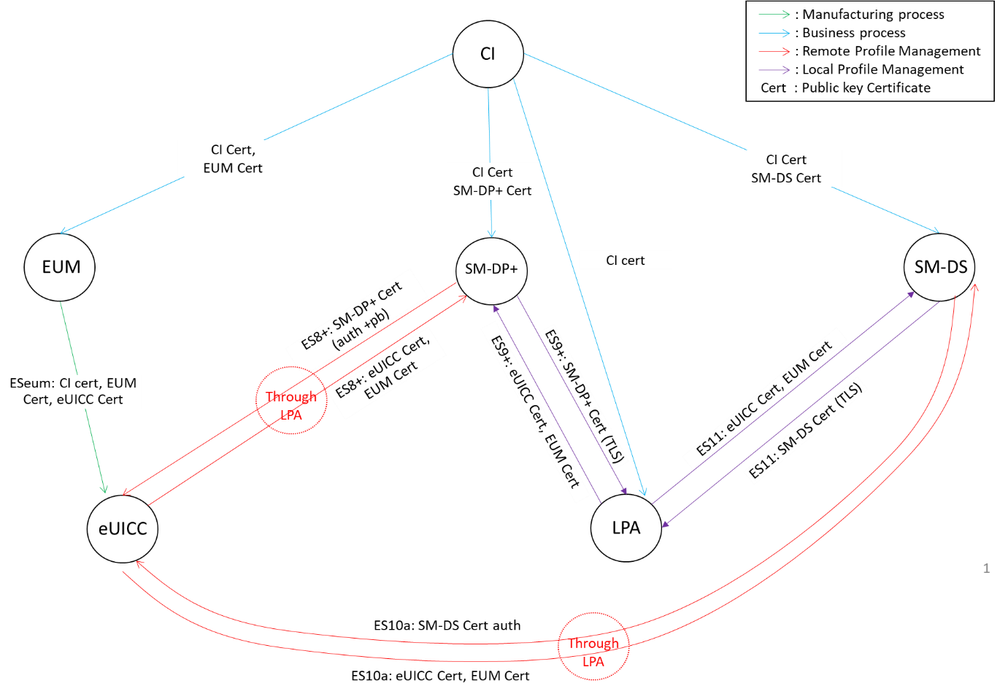 : Manufacturing process
: Business process
: Remote Profile Management
: Local Profile Management
Cert : Public key Certificate
CI
CI Cert,
EUM Cert
CI Cert
SM-DP+ Cert
CI Cert
SM-DS Cert
CI cert
EUM
SM-DP+
SM-DS
ES8+: SM-DP+ Cert
(auth +pb)
ES8+: eUICC Cert,
EUM Cert
ES9+: SM-DP+ Cert (TLS)
ES9+: eUICC Cert, EUM Cert
ES11: eUICC Cert, EUM Cert
ES11: SM-DS Cert (TLS)
ESeum: CI cert, EUM
Cert, eUICC Cert
Through
LPA
eUICC
LPA
1
ES10a: SM-DS Cert auth
Through
LPA
ES10a: eUICC Cert, EUM Cert